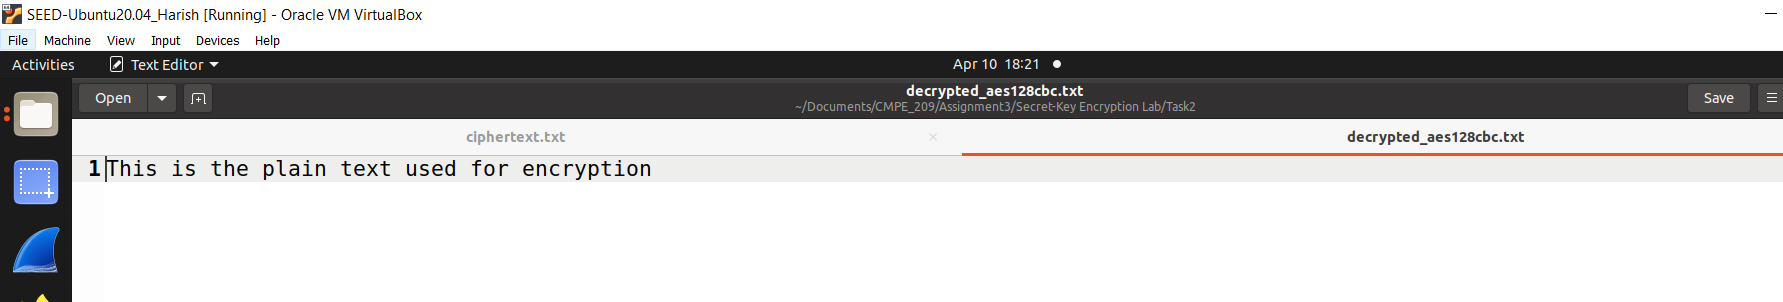 SEED-Ubuntu20.04_Harish [Running] - Oracle VM VirtualBox
File Machine View Input Devices Help
Activities Text Editor Apr 10 18:21
Open decrypted_aes128cbc.txt Save
~/Documents/CMPE_209/Assignment3/Secret-Key Encryption Lab/Task2
ciphertext.txt × decrypted_aes128cbc.txt
1 This is the plain text used for encryption